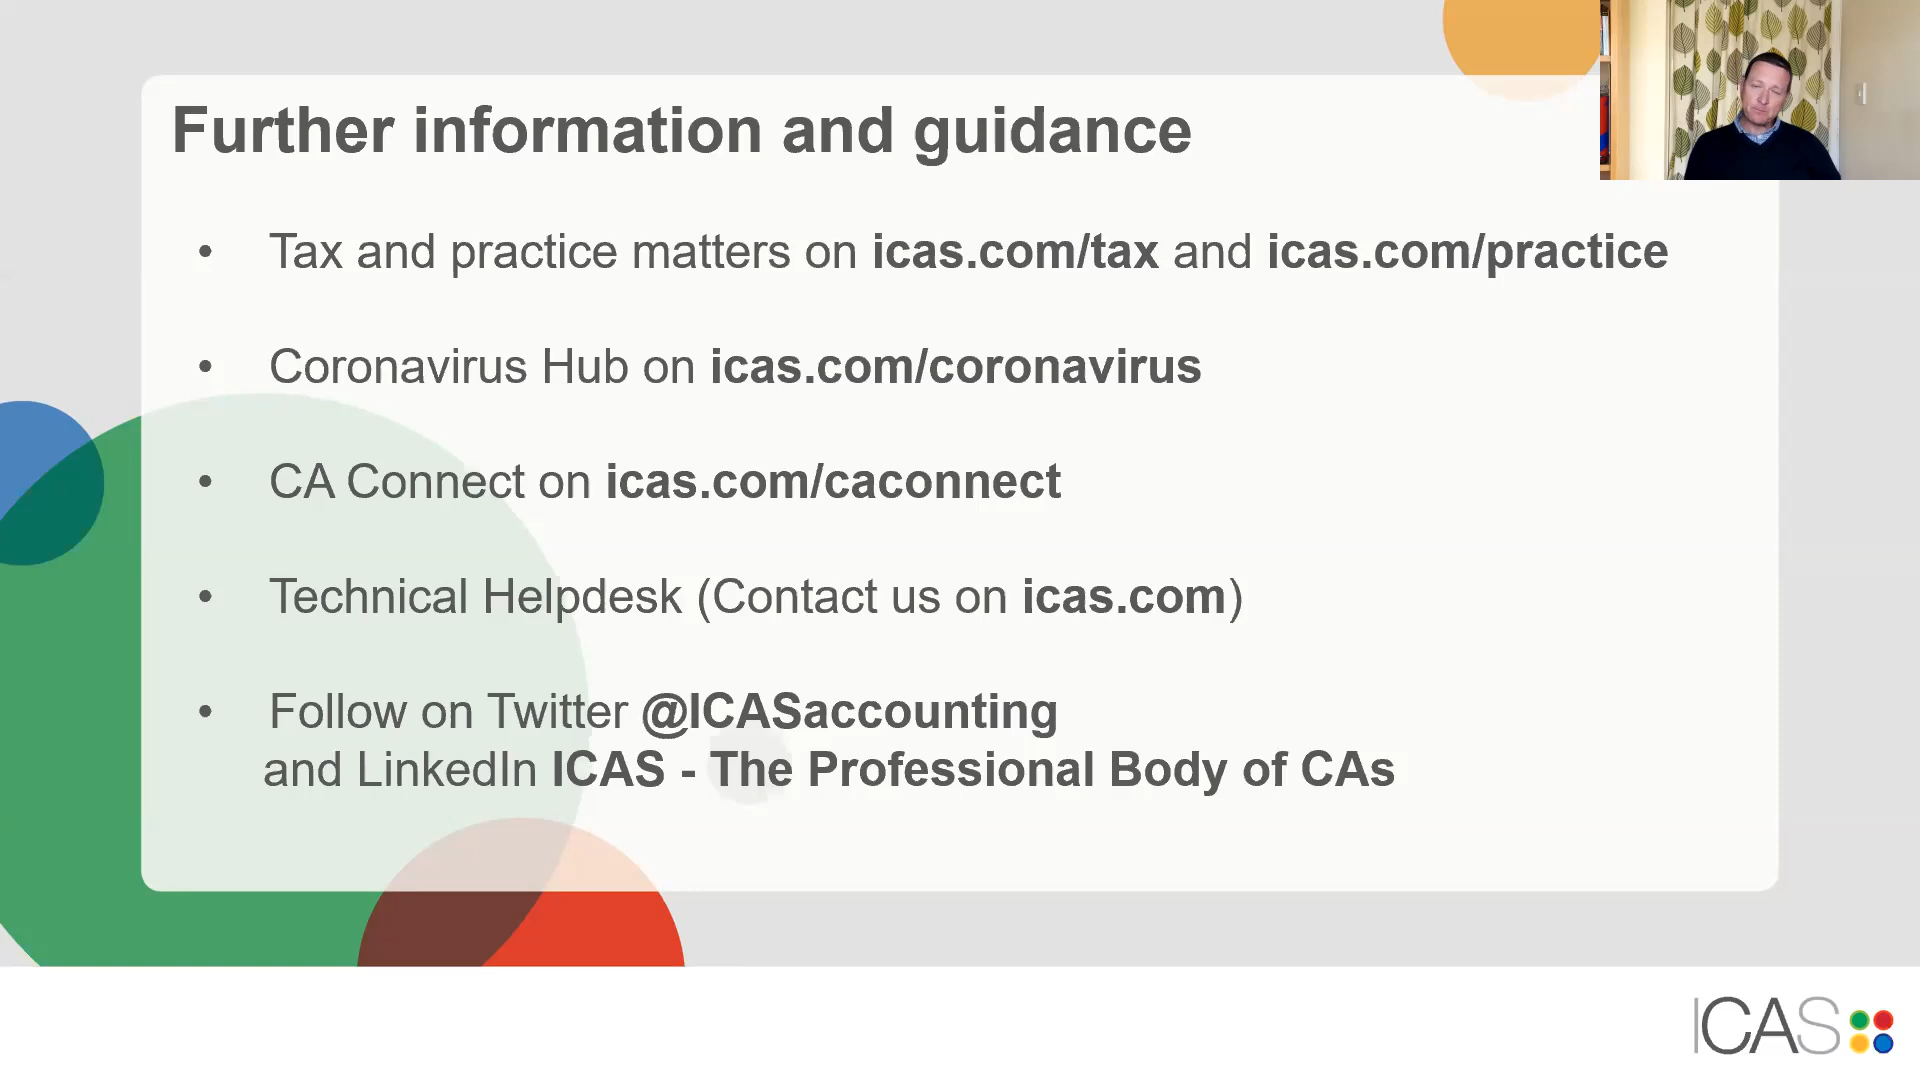 Further information and guidance
• Tax and practice matters on icas.com/tax and icas.com/practice
• Coronavirus Hub on icas.com/coronavirus
• CA Connect on icas.com/caconnect
• Technical Helpdesk (Contact us on icas.com)
• Follow on Twitter @ICASaccounting
and LinkedIn ICAS - The Professional Body of CAs
ICAS